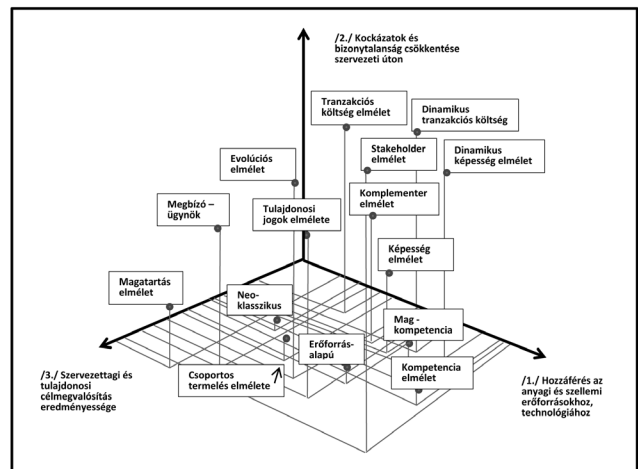 /2./ Kockázatok és
bizonytalanság csökkentése
szervezeti úton
Tranzakciós
költség elmélet
Dinamikus
tranzakciós költség
Evolúciós
elmélet
Stakeholder
elmélet
Dinamikus
képesség elmélet
Megbízó –
ügynök
Tulajdonosi
jogok elmélete
Komplementer
elmélet
Képesség
elmélet
Magatartás
elmélet
Neo-
klasszikus
Mag -
kompetencia
Erőforrás-
alapú
/3./ Szervezettagi és
tulajdonosi
célmegvalósítás
eredményessége
Csoportos
termelés elmélete
Kompetencia
elmélet
/1./ Hozzáférés az
anyagi és szellemi
erőforrásokhoz,
technológiához